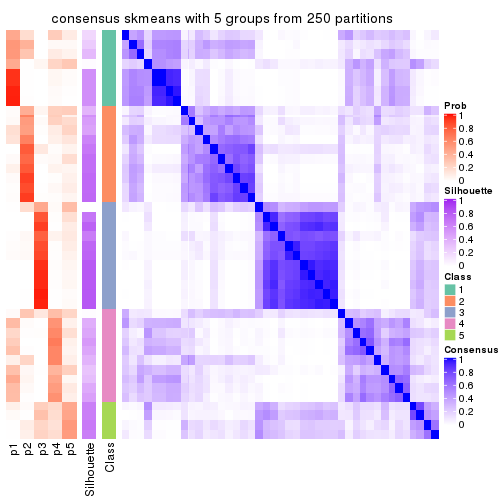 consensus skmeans with 5 groups from 250 partitions
Prob
1
0.8
0.6
0.4
0.2
0
Silhouette
1
0.8
0.6
0.4
0.2
0
Class
1
2
3
4
5
Consensus
1
0.8
0.6
0.4
0.2
0
p1
p2
p3
p4
p5
Silhouette
Class